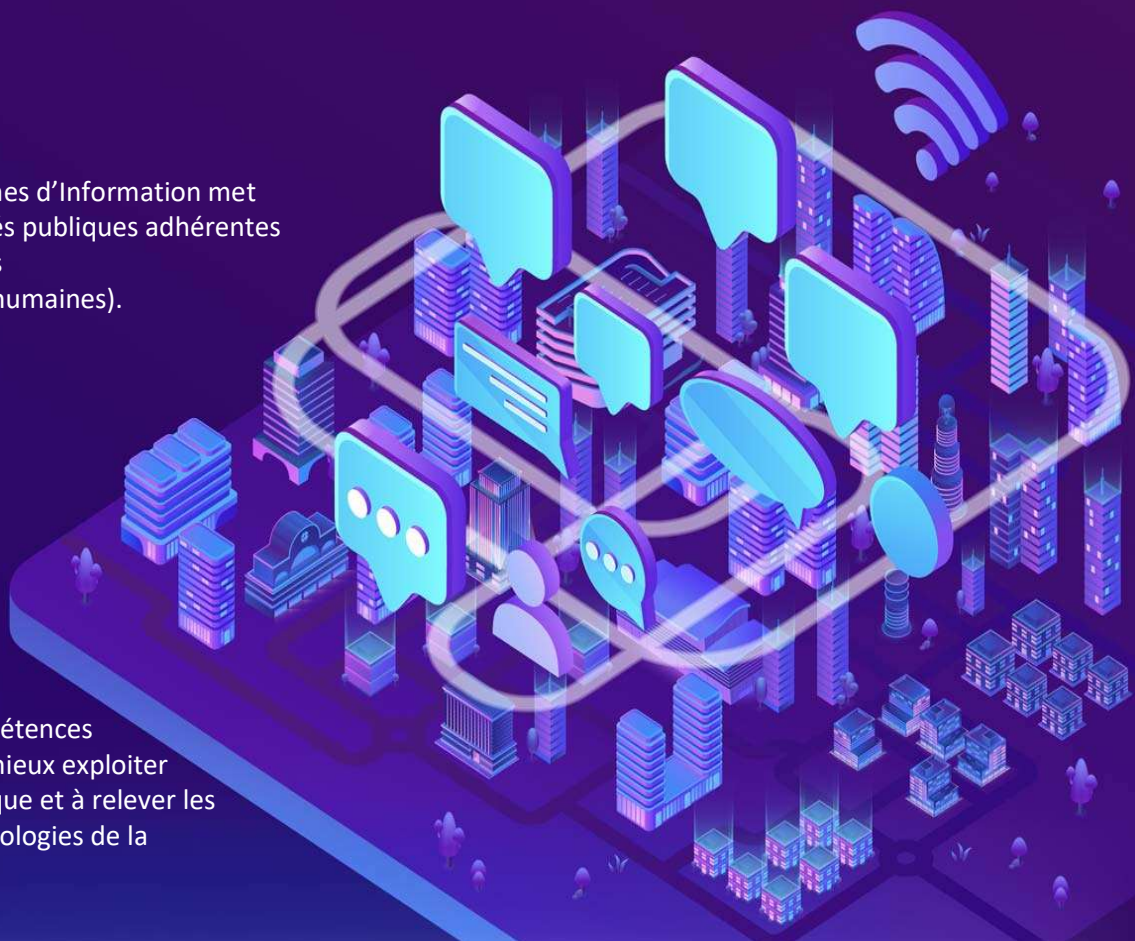 nes d’Information met
es publiques adhérentes
s
humaines).
étences
nieux exploiter
que et à relever les
ologies de la